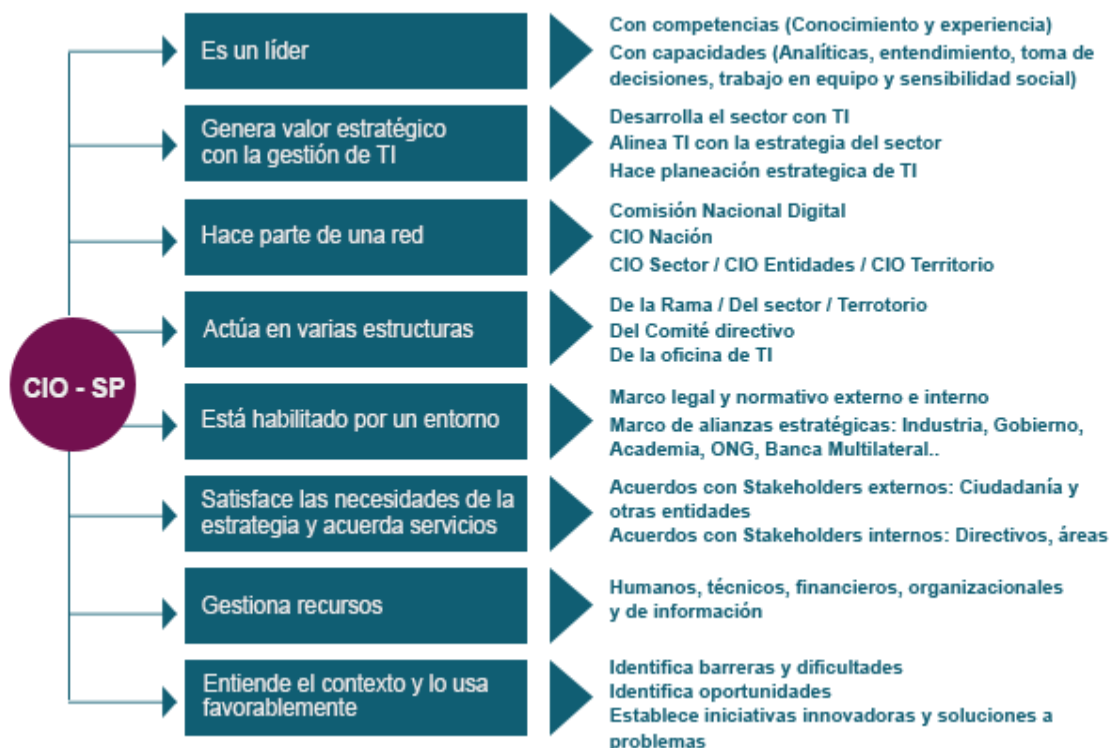 Es un líder
Con competencias (Conocimiento y experiencia)
Con capacidades (Analíticas, entendimiento, toma de
decisiones, trabajo en equipo y sensibilidad social)
Genera valor estratégico
con la gestión de TI
Desarrolla el sector con TI
Alinea TI con la estrategia del sector
Hace planeación estrategica de TI
Hace parte de una red
Comisión Nacional Digital
CIO Nación
CIO Sector / CIO Entidades / CIO Territorio
Actúa en varias estructuras
De la Rama / Del sector / Terrotorio
Del Comité directivo
De la oficina de TI
CIO - SP
Está habilitado por un entorno
Marco legal y normativo externo e interno
Marco de alianzas estratégicas: Industria, Gobierno,
Academia, ONG, Banca Multilateral..
Satisface las necesidades de la
estrategia y acuerda servicios
Acuerdos con Stakeholders externos: Ciudadanía y
otras entidades
Acuerdos con Stakeholders internos: Directivos, áreas
Gestiona recursos
Humanos, técnicos, financieros, organizacionales
y de información
Entiende el contexto y lo usa
favorablemente
Identifica barreras y dificultades
Identifica oportunidades
Establece iniciativas innovadoras y soluciones a
problemas